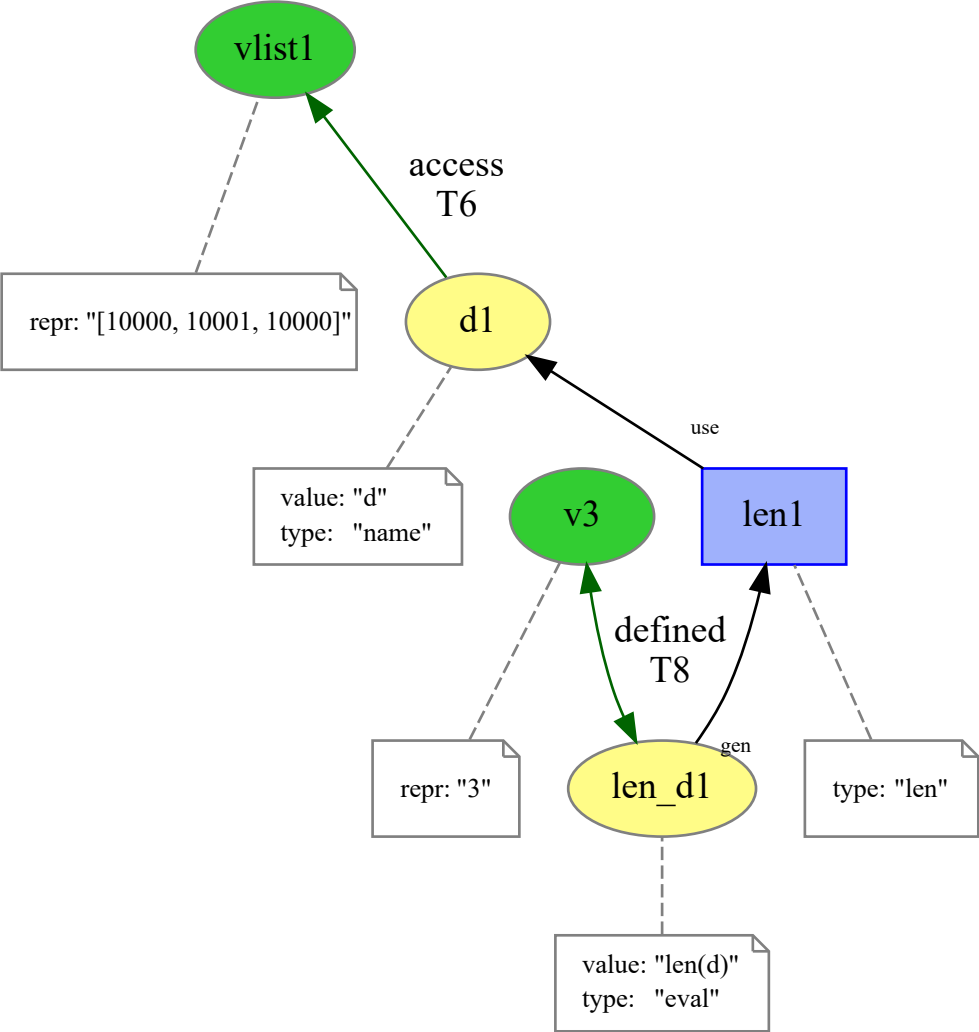 vlist1
access
T6
repr: "[10000, 10001, 10000]"
d1
use
value: "d"
type: "name"
v3
len1
defined
T8
gen
repr: "3"
len_d1
type: "len"
value: "len(d)"
type: "eval"